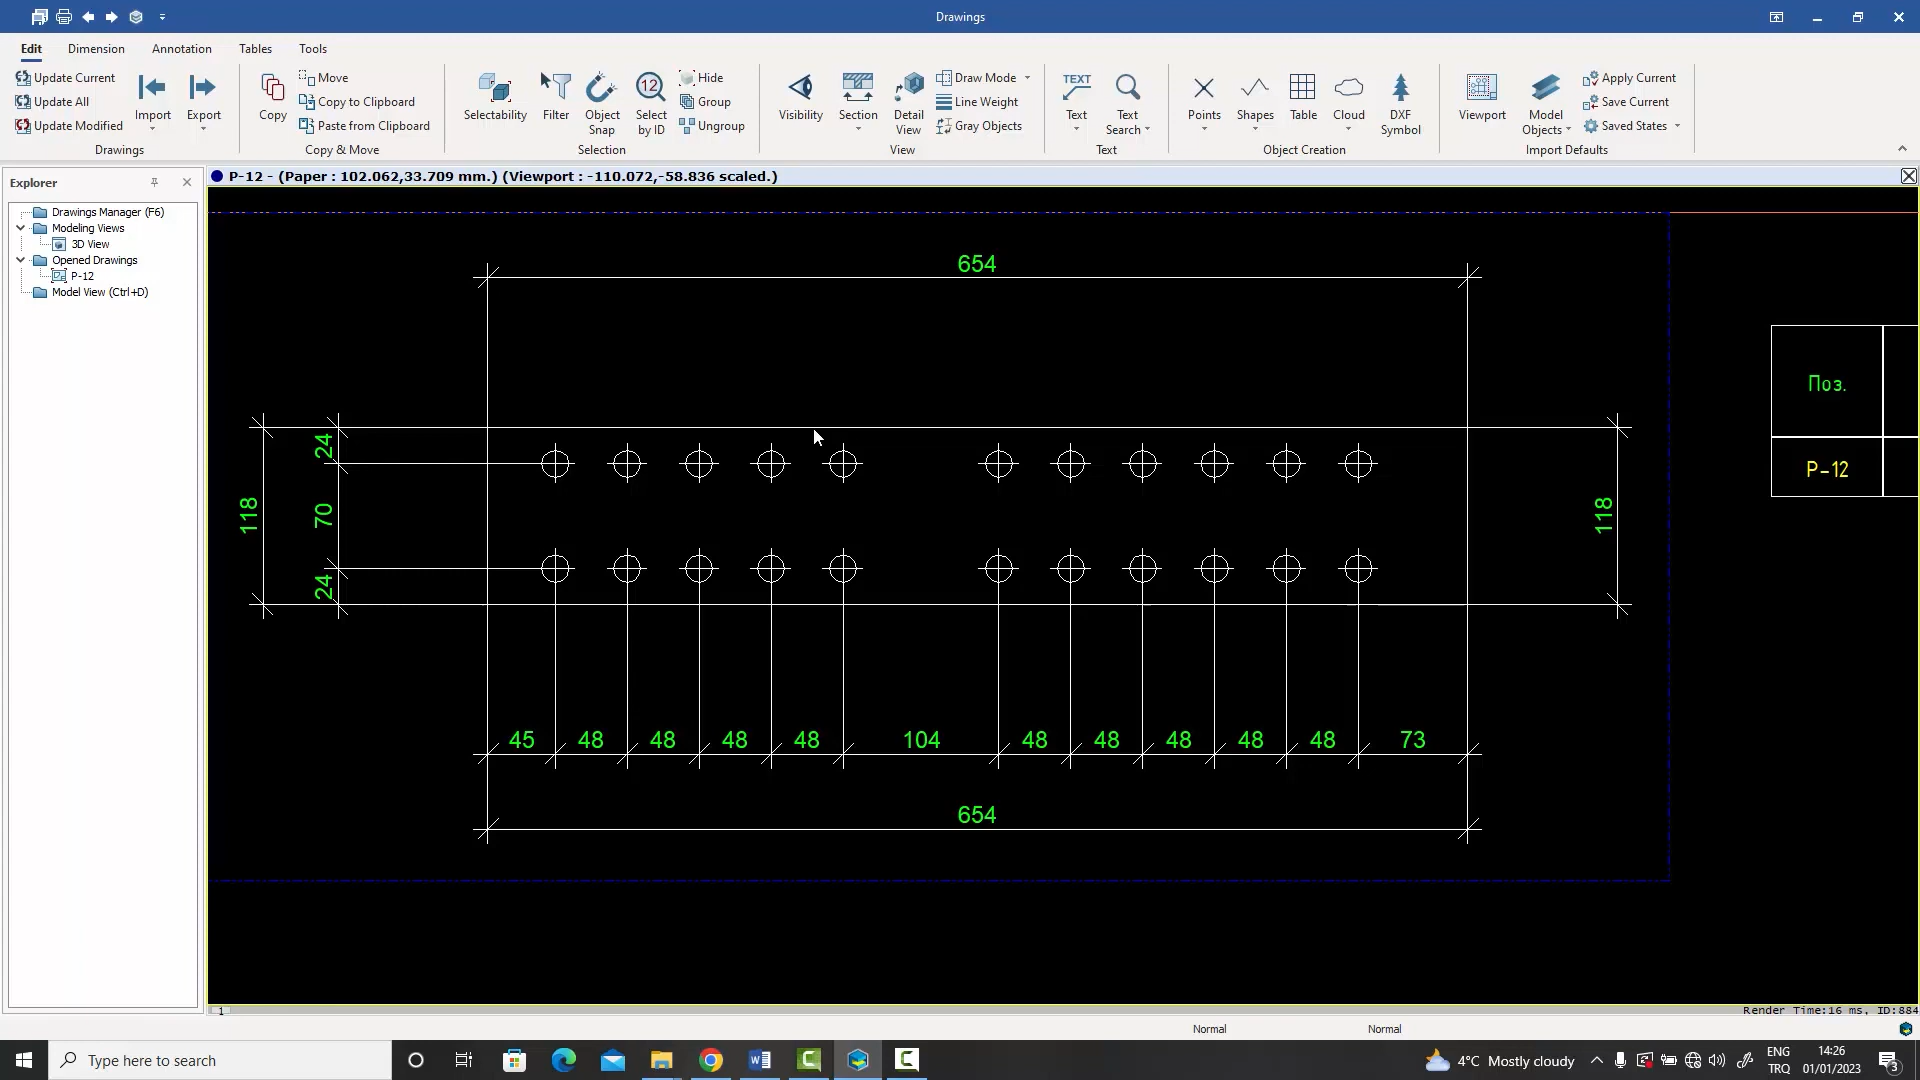 Drawings
Edit
Dimension
Annotation
Tables
Tools
Update Current
Update All
Update Modified
Import
Export
Drawings
Copy
Move
Copy to Clipboard
Paste from Clipboard
Copy & Move
Selectability
Filter
Object
Snap
12
Select
by ID
Hide
Group
Ungroup
Selection
Visibility
Section
Detail
View
Draw Mode
Line Weight
Gray Objects
View
TEXT
Text
Text
Search
Text
Points
Shapes
Table
Cloud
DXF
Symbol
Object Creation
Viewport
Model
Objects
Apply Current
Save Current
Saved States
Import Defaults
Explorer
Drawings Manager (F6)
Modeling Views
3D View
Opened Drawings
P-12
Model View (Ctrl+D)
P-12 - (Paper : 102.062,33.709 mm.) (Viewport : -110.072,-58.836 scaled.)
654
24
70
24
118
118
45 48 48 48 48 104 48 48 48 48 48 73
654
Поз.
P-12
1
Render Time:16 ms, ID:884
Normal
Normal
Type here to search
4°C Mostly cloudy
ENG
TRQ
14:26
01/01/2023
3